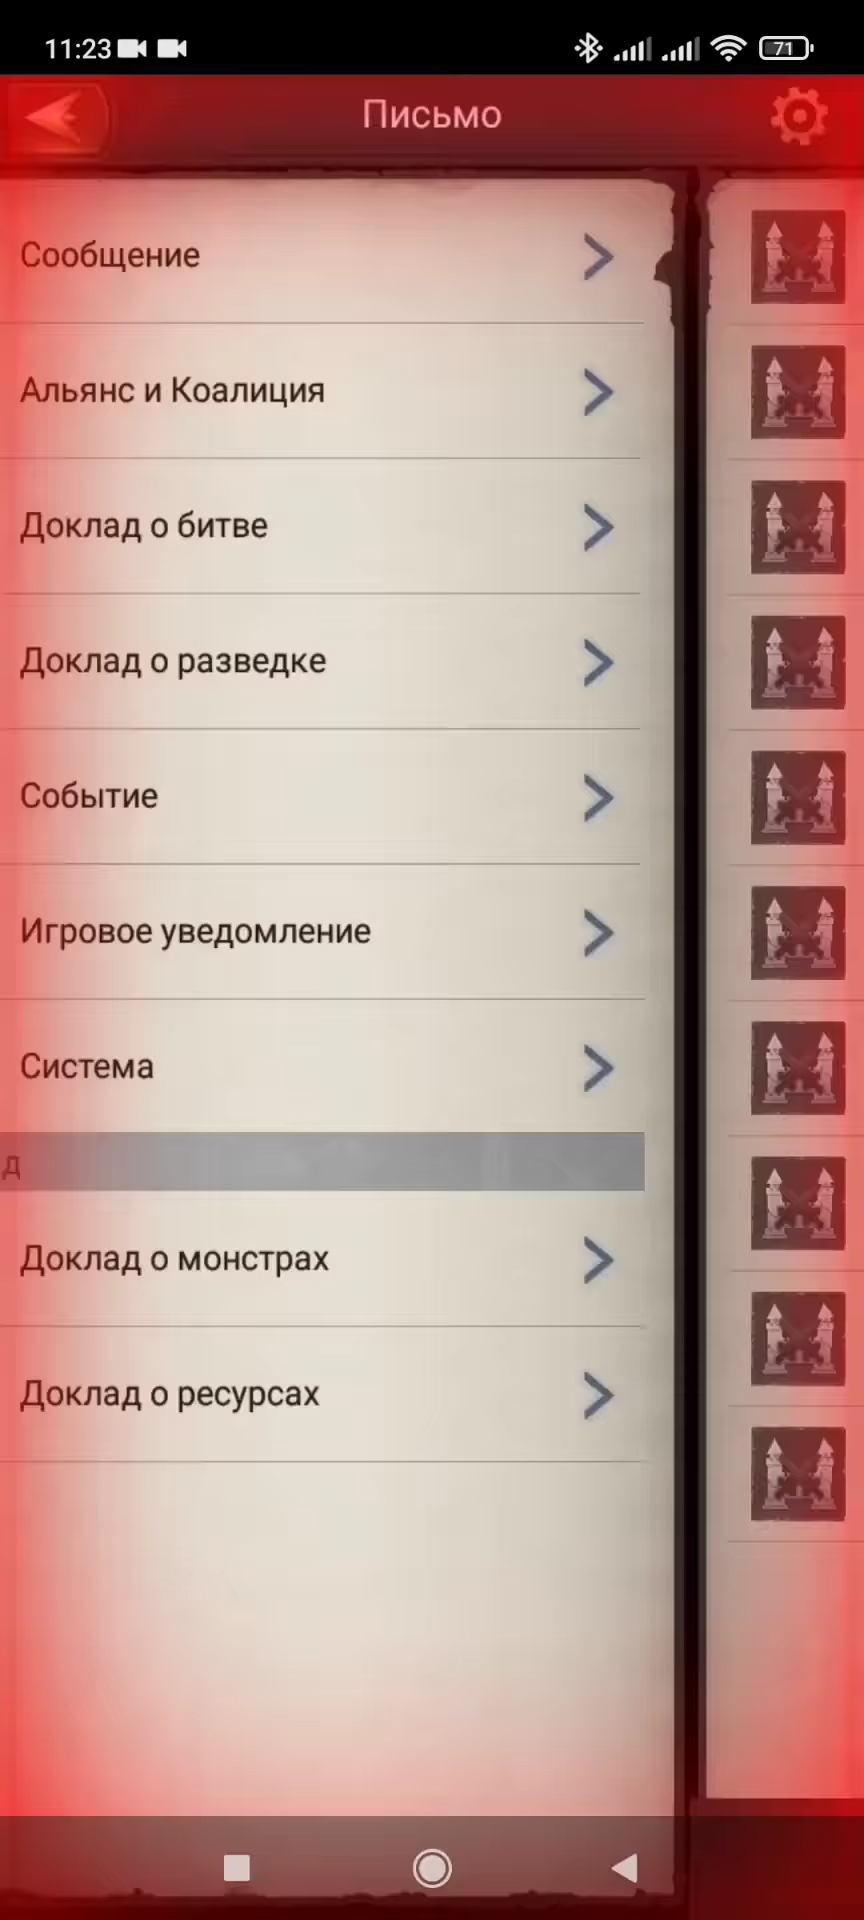 11:23
71
Письмо
Сообщение
Альянс и Коалиция
Доклад о битве
Доклад о разведке
Событие
Игровое уведомление
Система
Д
Доклад о монстрах
Доклад о ресурсах